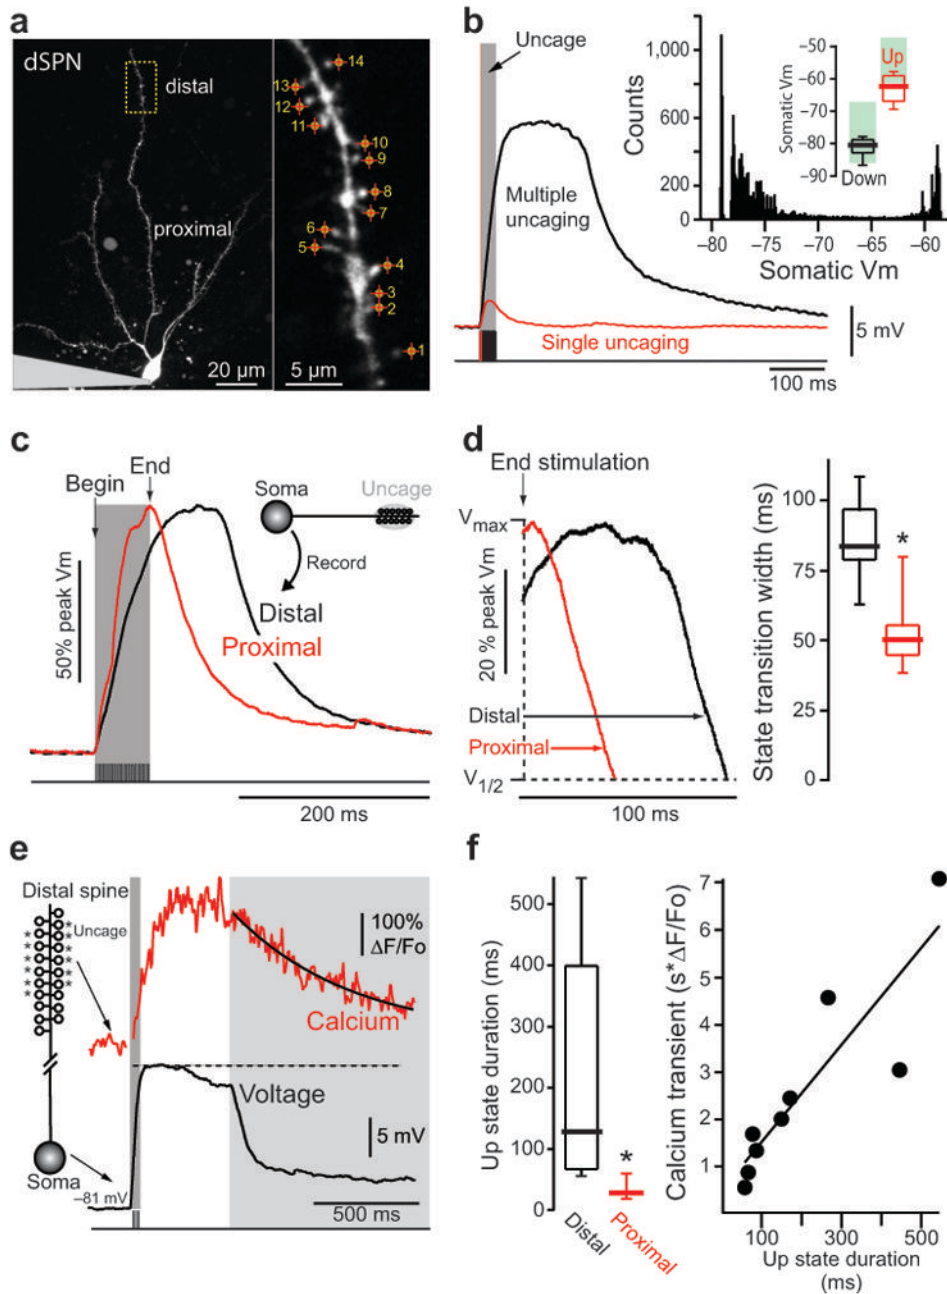 a
dSPN
distal
proximal
20 μm
14
13
12
11
10
9
8
7
6
5
4
3
2
1
5 μm
b
Uncage
Multiple
uncaging
Single uncaging
5 mV
100 ms
Counts
1,000
800
600
400
200
0
−80
−75
−70
−65
−60
Somatic Vm
Somatic Vm
−50
−60
−70
−80
−90
Up
Down
c
Begin
End
50% peak Vm
Soma
Uncage
Record
Distal
Proximal
200 ms
d
End stimulation
Vmax
20 % peak Vm
Distal
Proximal
V1/2
100 ms
State transition width (ms)
100
75
50
25
0
*
e
Distal spine
Uncage
* * * * * *
* * * * *
100%
ΔF/Fo
Calcium
Voltage
5 mV
Soma
−81 mV
500 ms
f
Up state duration (ms)
500
400
300
200
100
0
*
Distal
Proximal
Calcium transient (s*ΔF/Fo)
7
6
5
4
3
2
1
100
300
500
Up state duration
(ms)